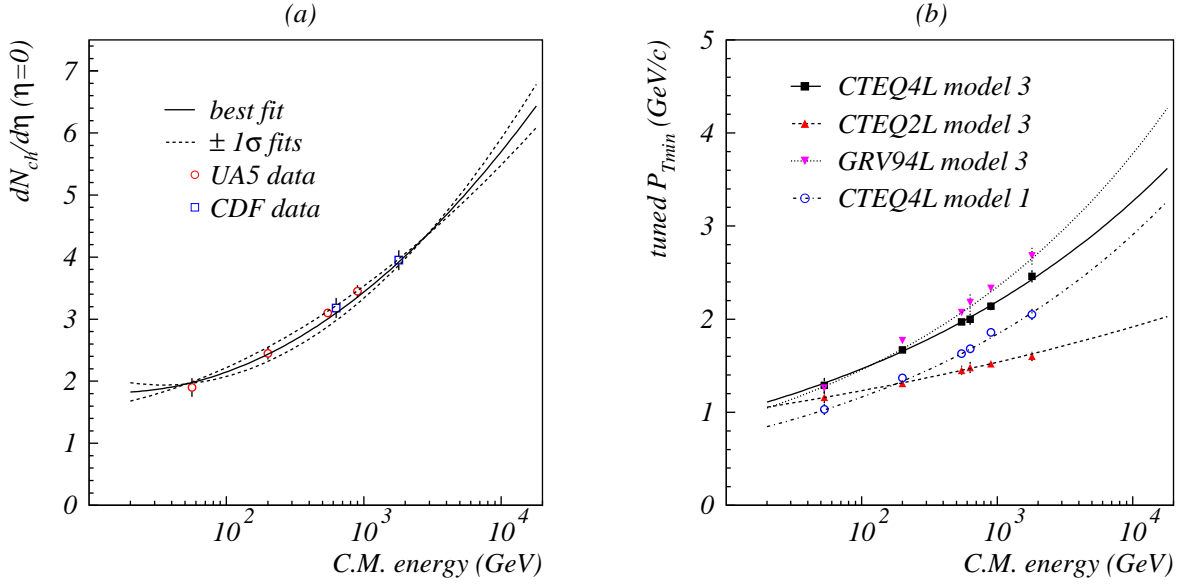 (a)
dN_ch/dη (η=0)
7
6
5
4
3
2
1
0
best fit
± 1σ fits
UA5 data
CDF data
10^2
10^3
10^4
C.M. energy (GeV)
(b)
tuned P_Tmin (GeV/c)
5
4
3
2
1
0
CTEQ4L model 3
CTEQ2L model 3
GRV94L model 3
CTEQ4L model 1
10^2
10^3
10^4
C.M. energy (GeV)